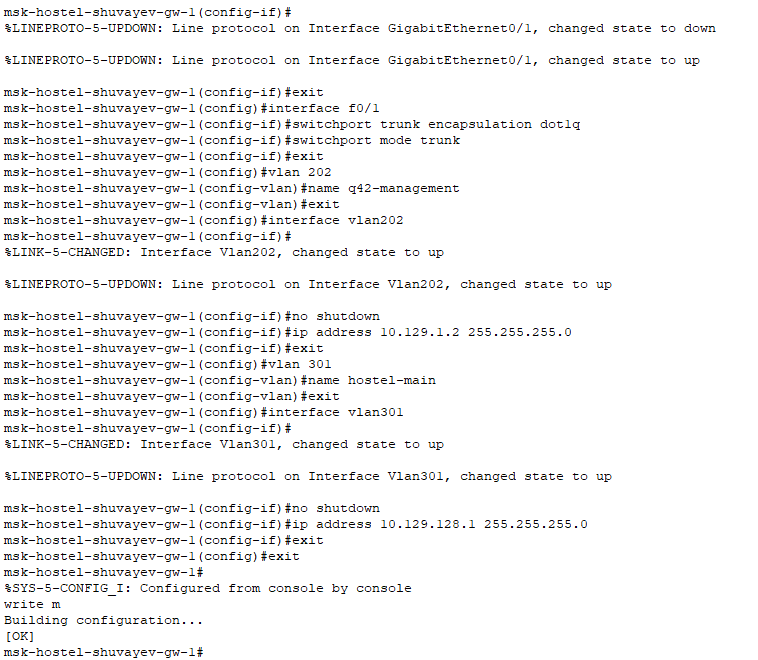 msk-hostel-shuvayev-gw-1(config-if)#
%LINEPROTO-5-UPDOWN: Line protocol on Interface GigabitEthernet0/1, changed state to down
%LINEPROTO-5-UPDOWN: Line protocol on Interface GigabitEthernet0/1, changed state to up
msk-hostel-shuvayev-gw-1(config-if)#exit
msk-hostel-shuvayev-gw-1(config)#interface f0/1
msk-hostel-shuvayev-gw-1(config-if)#switchport trunk encapsulation dot1q
msk-hostel-shuvayev-gw-1(config-if)#switchport mode trunk
msk-hostel-shuvayev-gw-1(config-if)#exit
msk-hostel-shuvayev-gw-1(config)#vlan 202
msk-hostel-shuvayev-gw-1(config-vlan)#name q42-management
msk-hostel-shuvayev-gw-1(config-vlan)#exit
msk-hostel-shuvayev-gw-1(config)#interface vlan202
msk-hostel-shuvayev-gw-1(config-if)#
%LINK-5-CHANGED: Interface Vlan202, changed state to up
%LINEPROTO-5-UPDOWN: Line protocol on Interface Vlan202, changed state to up
msk-hostel-shuvayev-gw-1(config-if)#no shutdown
msk-hostel-shuvayev-gw-1(config-if)#ip address 10.129.1.2 255.255.255.0
msk-hostel-shuvayev-gw-1(config-if)#exit
msk-hostel-shuvayev-gw-1(config)#vlan 301
msk-hostel-shuvayev-gw-1(config-vlan)#name hostel-main
msk-hostel-shuvayev-gw-1(config-vlan)#exit
msk-hostel-shuvayev-gw-1(config)#interface vlan301
msk-hostel-shuvayev-gw-1(config-if)#
%LINK-5-CHANGED: Interface Vlan301, changed state to up
%LINEPROTO-5-UPDOWN: Line protocol on Interface Vlan301, changed state to up
msk-hostel-shuvayev-gw-1(config-if)#no shutdown
msk-hostel-shuvayev-gw-1(config-if)#ip address 10.129.128.1 255.255.255.0
msk-hostel-shuvayev-gw-1(config-if)#exit
msk-hostel-shuvayev-gw-1(config)#exit
msk-hostel-shuvayev-gw-1#
%SYS-5-CONFIG_I: Configured from console by console
write m
Building configuration...
[OK]
msk-hostel-shuvayev-gw-1#